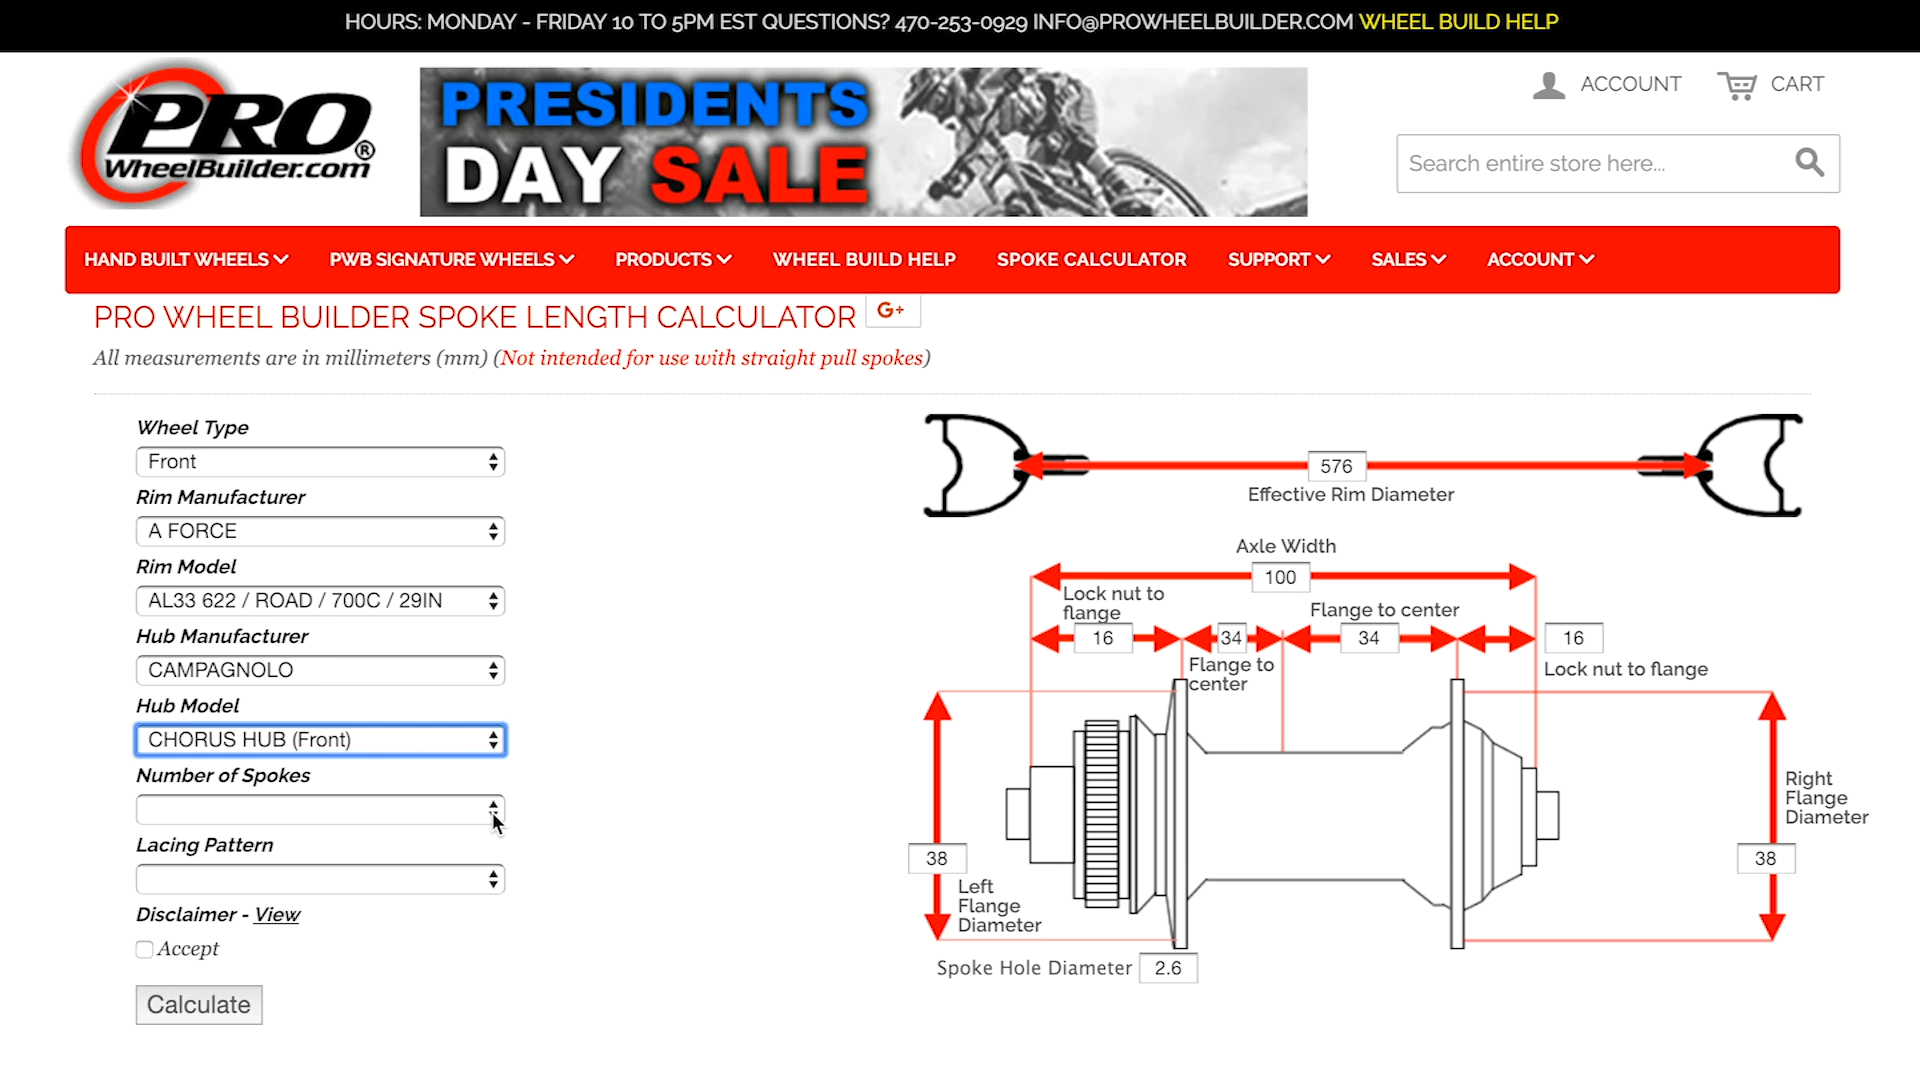 HOURS: MONDAY - FRIDAY 10 TO 5PM EST QUESTIONS? 470-253-0929 INFO@PROWHEELBUILDER.COM WHEEL BUILD HELP
PRO®
WheelBuilder.com
PRESIDENTS
DAY SALE
ACCOUNT
CART
Search entire store here...
HAND BUILT WHEELS
PWB SIGNATURE WHEELS
PRODUCTS
WHEEL BUILD HELP
SPOKE CALCULATOR
SUPPORT
SALES
ACCOUNT
PRO WHEEL BUILDER SPOKE LENGTH CALCULATOR
G+
All measurements are in millimeters (mm) (Not intended for use with straight pull spokes)
Wheel Type
Front
Rim Manufacturer
A FORCE
Rim Model
AL33 622 / ROAD / 700C / 29IN
Hub Manufacturer
CAMPAGNOLO
Hub Model
CHORUS HUB (Front)
Number of Spokes
Lacing Pattern
Disclaimer - View
Accept
Calculate
576
Effective Rim Diameter
Axle Width
100
Lock nut to
flange
16
34
Flange to
center
Flange to center
34
16
Lock nut to flange
38
Left
Flange
Diameter
Right
Flange
Diameter
38
Spoke Hole Diameter
2.6